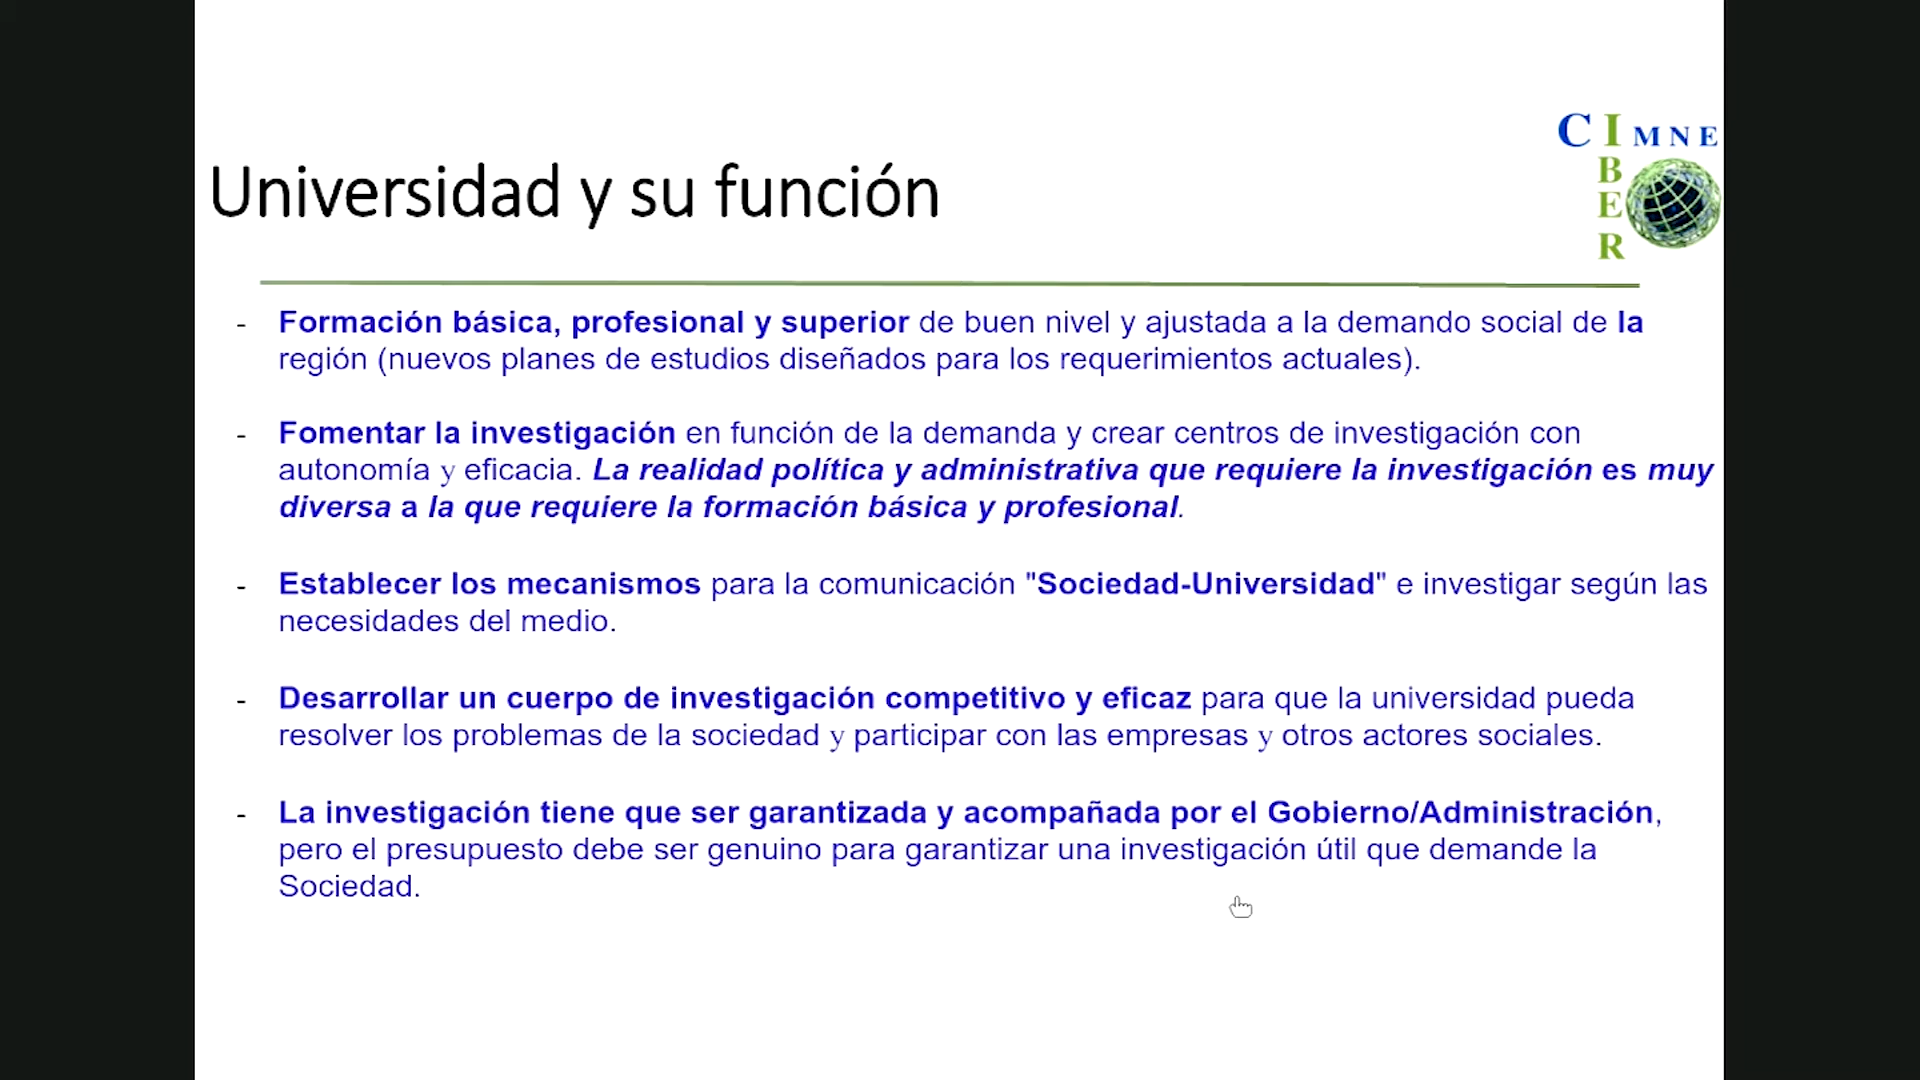 CIMNE
IBER
Universidad y su función
- Formación básica, profesional y superior de buen nivel y ajustada a la demando social de la
región (nuevos planes de estudios diseñados para los requerimientos actuales).
- Fomentar la investigación en función de la demanda y crear centros de investigación con
autonomía y eficacia. La realidad política y administrativa que requiere la investigación es muy
diversa a la que requiere la formación básica y profesional.
- Establecer los mecanismos para la comunicación "Sociedad-Universidad" e investigar según las
necesidades del medio.
- Desarrollar un cuerpo de investigación competitivo y eficaz para que la universidad pueda
resolver los problemas de la sociedad y participar con las empresas y otros actores sociales.
- La investigación tiene que ser garantizada y acompañada por el Gobierno/Administración,
pero el presupuesto debe ser genuino para garantizar una investigación útil que demande la
Sociedad.